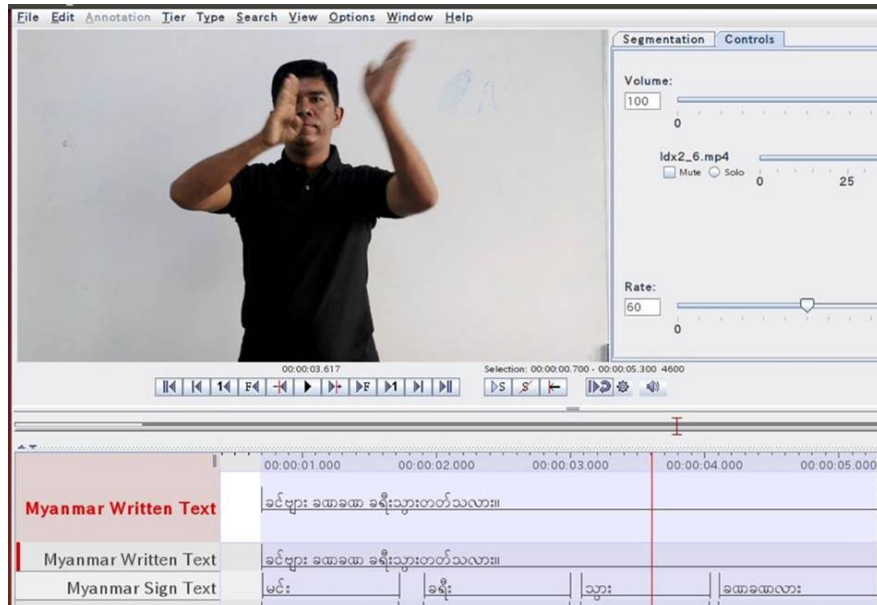 File Edit Annotation Tier Type Search View Options Window Help
Segmentation Controls
Volume:
100
0
Idx2_6.mp4
Mute Solo
0 25
Rate:
60
0
00:00:03.617
Selection: 00:00:00.700 - 00:00:05.300 4600
1 F F 1 S S
00:00:01.000 00:00:02.000 00:00:03.000 00:00:04.000 00:00:05.000
Myanmar Written Text ခင်ဗျား ခဏခဏ ခရီးသွားတတ်သလား။
Myanmar Written Text ခင်ဗျား ခဏခဏ ခရီးသွားတတ်သလား။
Myanmar Sign Text မင်း ခရီး သွား ခဏခဏလား